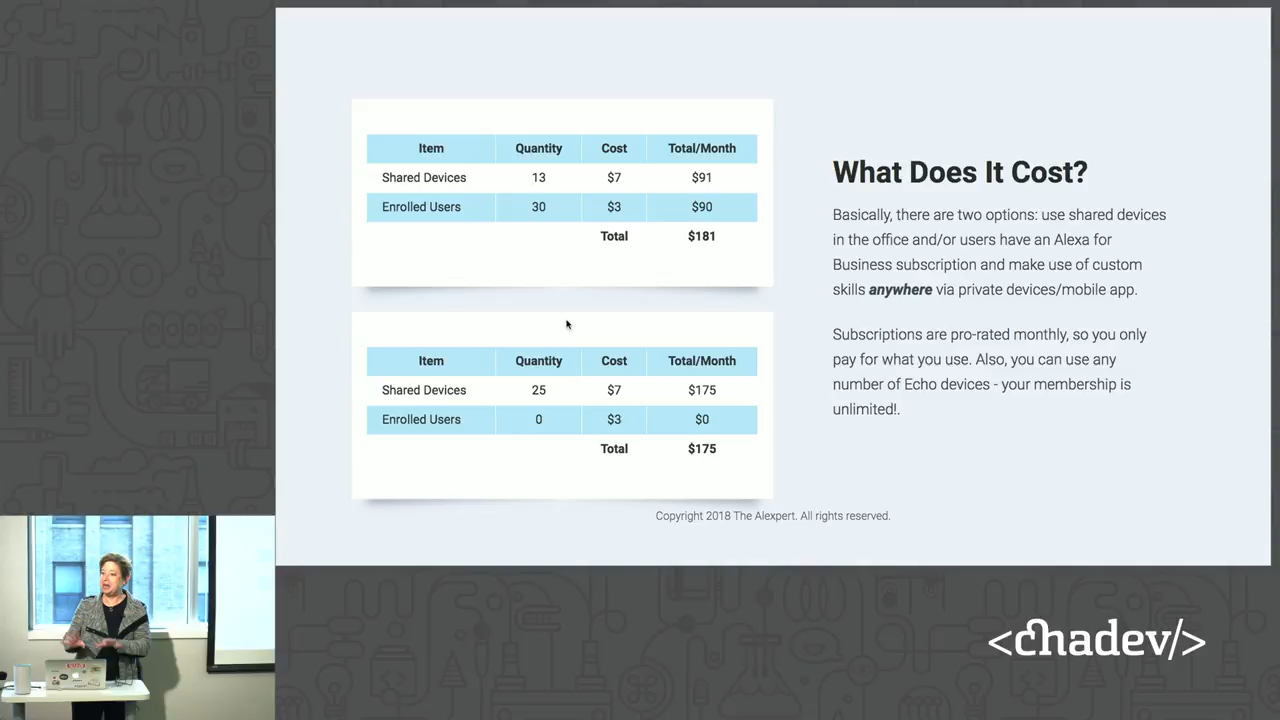 Item Quantity Cost Total/Month
Shared Devices 13 $7 $91
Enrolled Users 30 $3 $90
Total $181
Item Quantity Cost Total/Month
Shared Devices 25 $7 $175
Enrolled Users 0 $3 $0
Total $175
What Does It Cost?
Basically, there are two options: use shared devices
in the office and/or users have an Alexa for
Business subscription and make use of custom
skills anywhere via private devices/mobile app.
Subscriptions are pro-rated monthly, so you only
pay for what you use. Also, you can use any
number of Echo devices - your membership is
unlimited!.
Copyright 2018 The Alexpert. All rights reserved.
<chadev/>